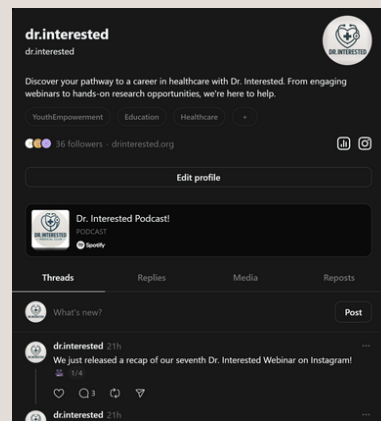 dr.interested
dr.interested
DR. INTERESTED
Discover your pathway to a career in healthcare with Dr. Interested. From engaging
webinars to hands-on research opportunities, we're here to help.
YouthEmpowerment Education Healthcare +
36 followers · drinterested.org
Edit profile
DR. INTERESTED
Dr. Interested Podcast!
PODCAST
Spotify
Threads Replies Media Reposts
What's new?
Post
dr.interested 21h
We just released a recap of our seventh Dr. Interested Webinar on Instagram!
1/4
3
dr.interested 21h